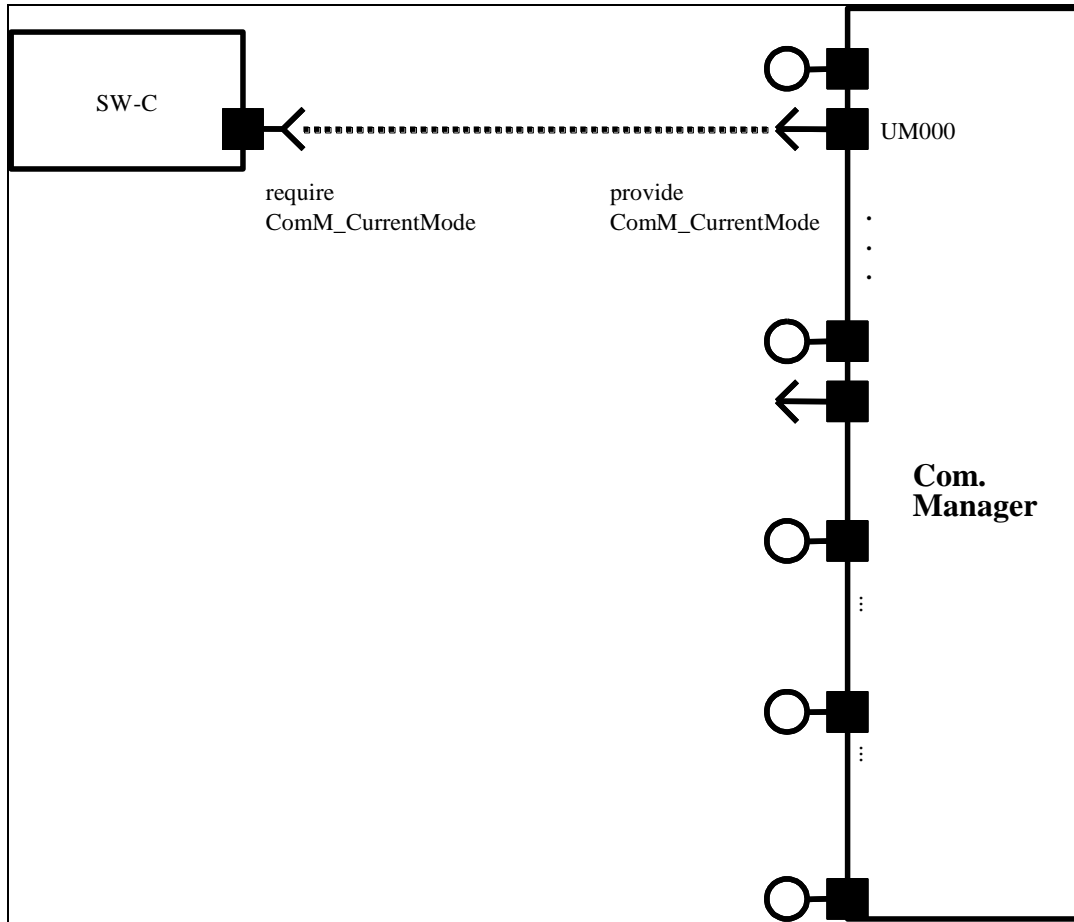 SW-C
UM000
require
ComM_CurrentMode
provide
ComM_CurrentMode
Com.
Manager